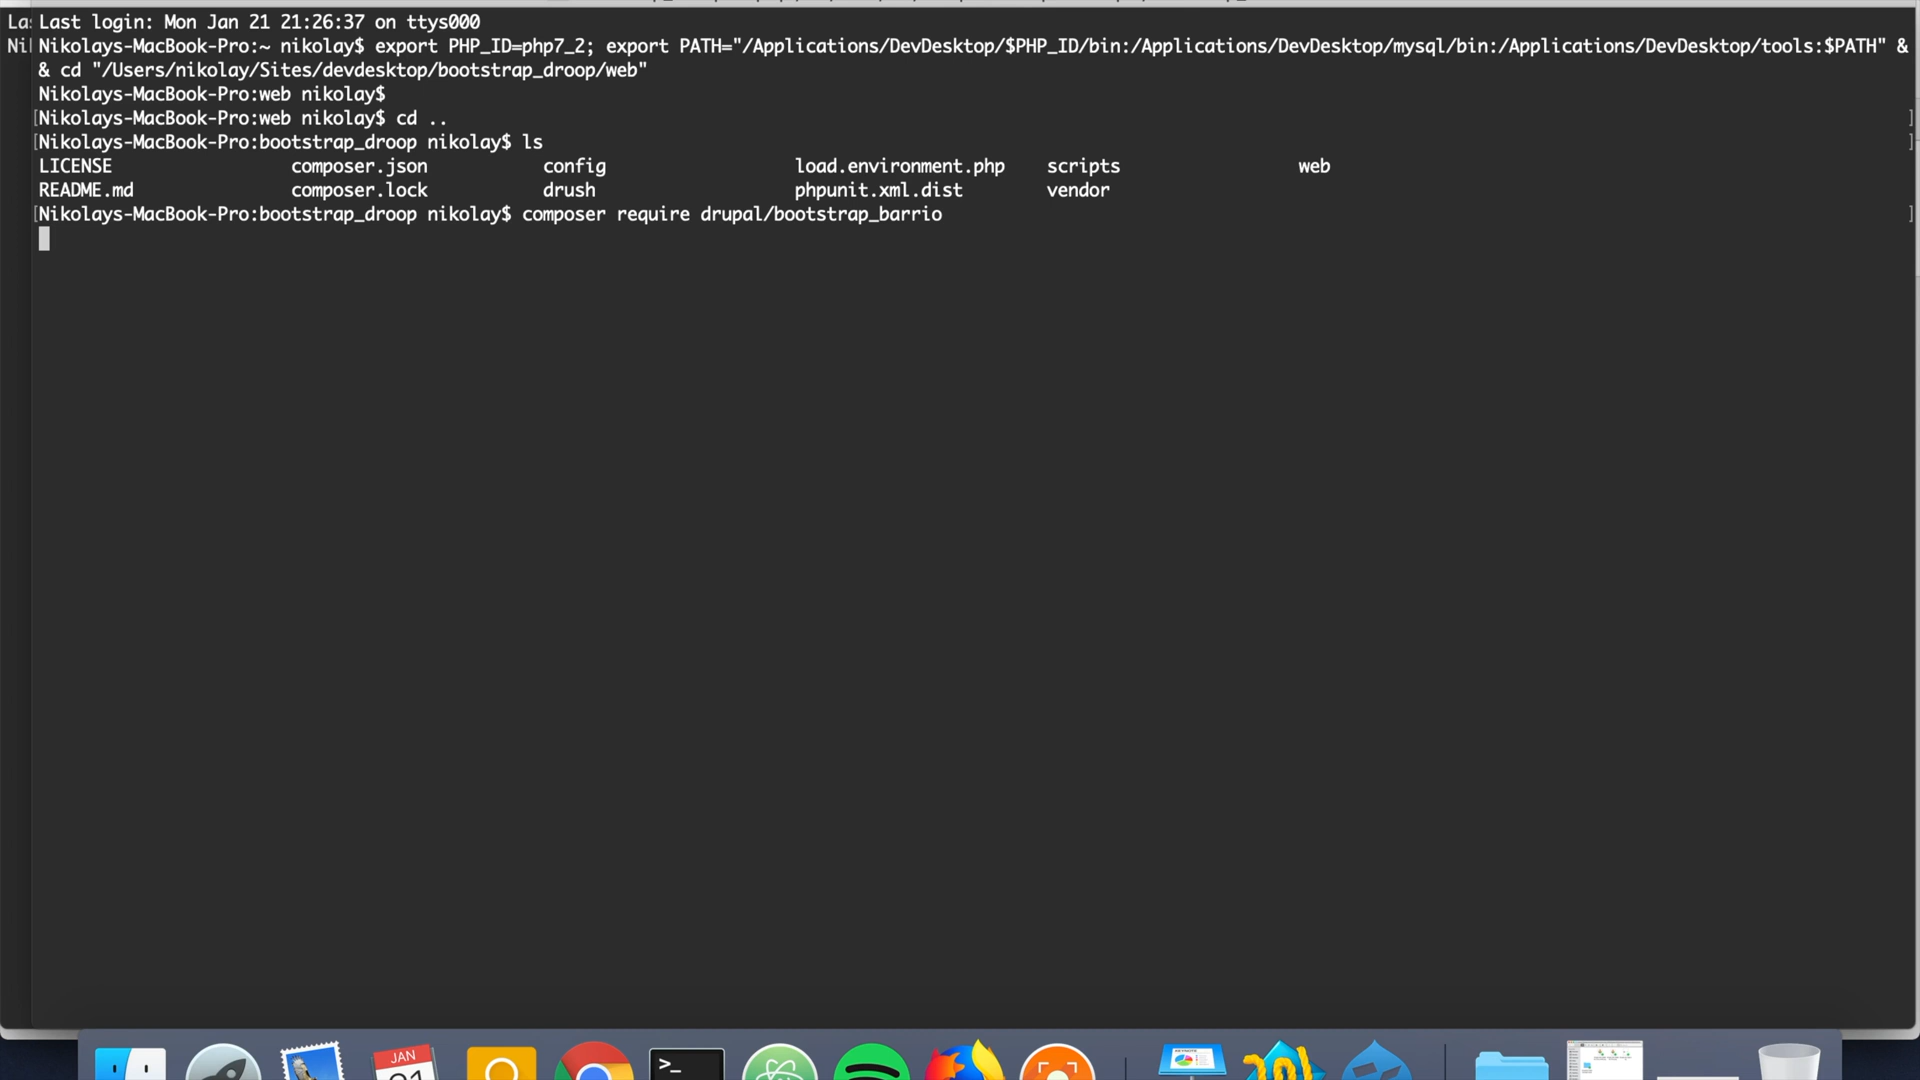 Last login: Mon Jan 21 21:26:37 on ttys000
Nikolays-MacBook-Pro:~ nikolay$ export PHP_ID=php7_2; export PATH="/Applications/DevDesktop/$PHP_ID/bin:/Applications/DevDesktop/mysql/bin:/Applications/DevDesktop/tools:$PATH" &
& cd "/Users/nikolay/Sites/devdesktop/bootstrap_droop/web"
Nikolays-MacBook-Pro:web nikolay$
[Nikolays-MacBook-Pro:web nikolay$ cd .. ]
[Nikolays-MacBook-Pro:bootstrap_droop nikolay$ ls ]
LICENSE composer.json config load.environment.php scripts web
README.md composer.lock drush phpunit.xml.dist vendor
[Nikolays-MacBook-Pro:bootstrap_droop nikolay$ composer require drupal/bootstrap_barrio ]
JAN
>_